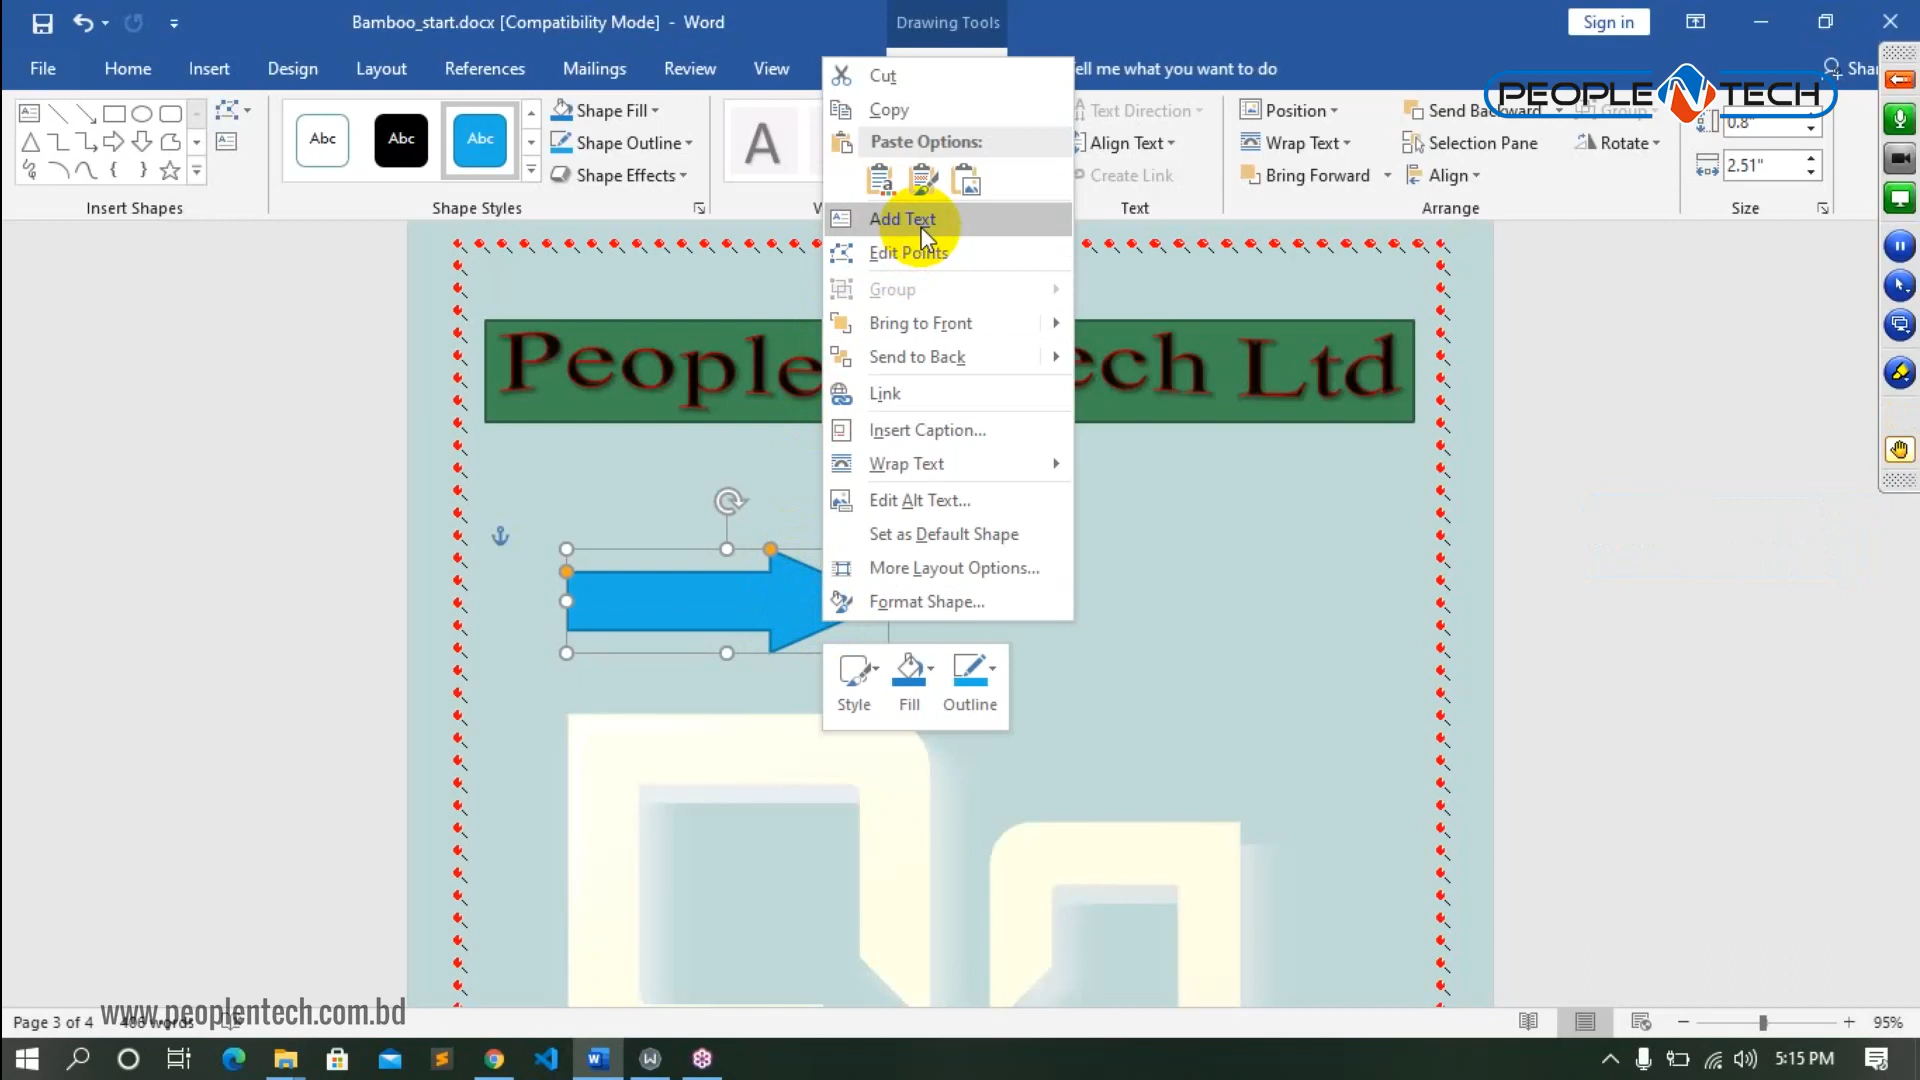 Bamboo_start.docx [Compatibility Mode] - Word
Drawing Tools
Sign in
File
Home
Insert
Design
Layout
References
Mailings
Review
View
ell me what you want to do
Shar
PEOPLE N TECH
Abc
Abc
Abc
Shape Fill
Shape Outline
Shape Effects
A
Text Direction
Align Text
Create Link
Position
Wrap Text
Bring Forward
Send Backward
Selection Pane
Align
Group
Rotate
0.8"
2.51"
Insert Shapes
Shape Styles
Text
Arrange
Size
Cut
Copy
Paste Options:
Add Text
Edit Points
Group
Bring to Front
Send to Back
Link
Insert Caption...
Wrap Text
Edit Alt Text...
Set as Default Shape
More Layout Options...
Format Shape...
People ech Ltd
Style
Fill
Outline
www.peoplentech.com.bd
Page 3 of 4
486 words
95%
5:15 PM